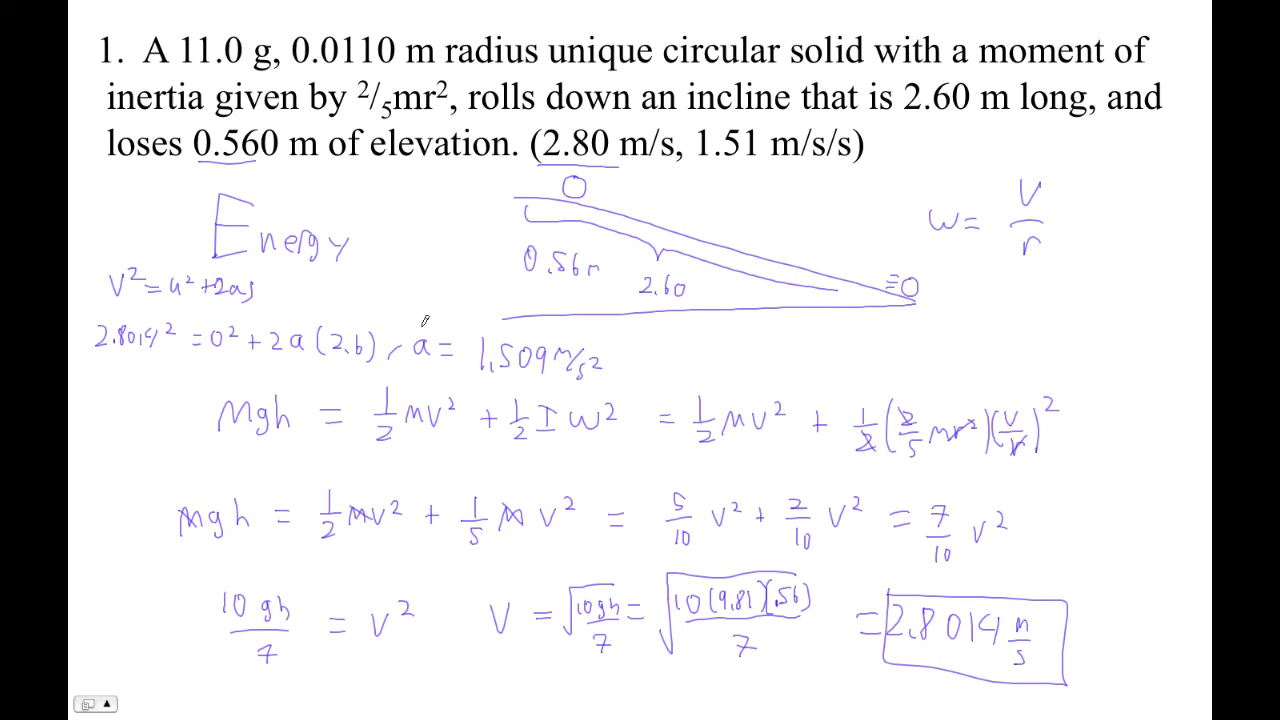 1. A 11.0 g, 0.0110 m radius unique circular solid with a moment of
inertia given by ²/₅mr², rolls down an incline that is 2.60 m long, and
loses 0.560 m of elevation. (2.80 m/s, 1.51 m/s/s)
Energy
ω = v/r
0.56m
2.60
v² = u² + 2as
2.8014² = 0² + 2a(2.6), a = 1.509 m/s²
Mgh = 1/2 mv² + 1/2 I ω² = 1/2 mv² + 1/2 (2/5 mr²)(v/r)²
mgh = 1/2 mv² + 1/5 m v² = 5/10 v² + 2/10 v² = 7/10 v²
10gh/7 = v² v = √10gh/7 = √10(9.81)(.56)/7 = 2.8014 m/s